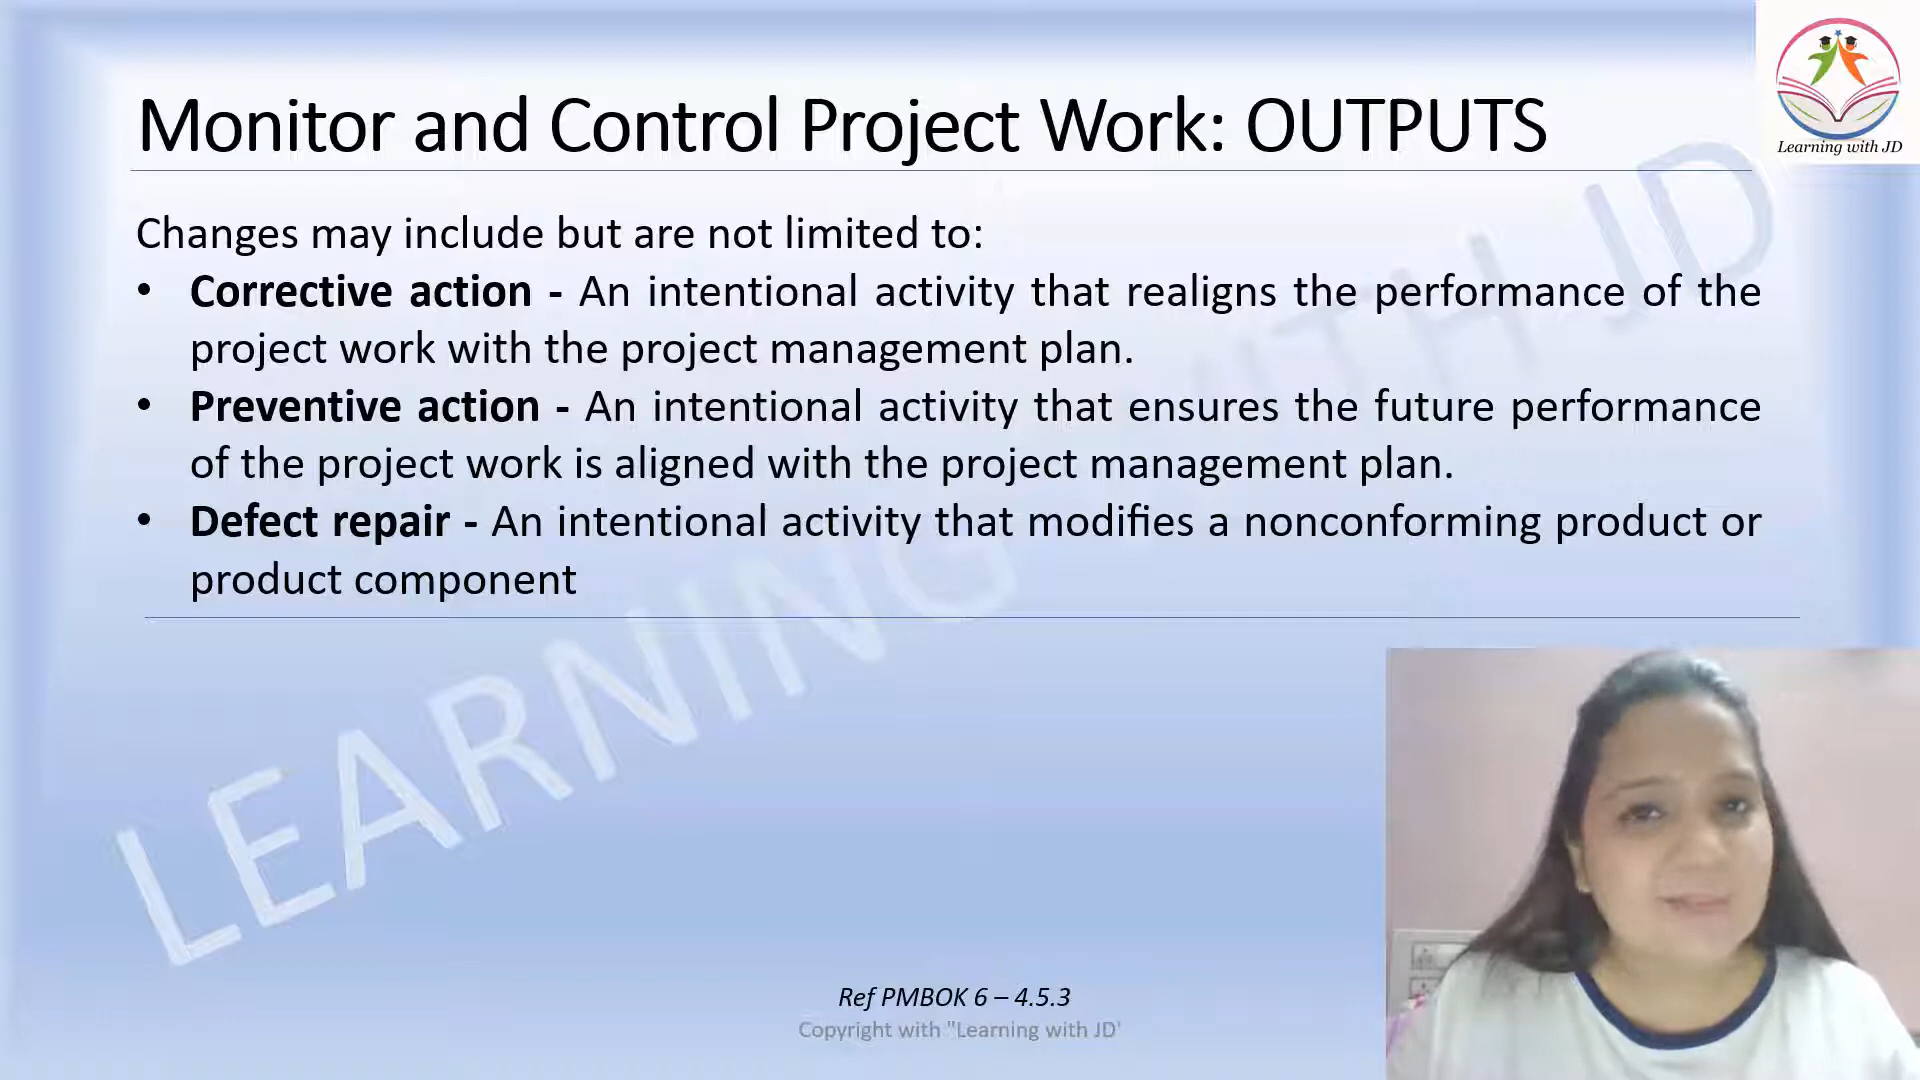 Monitor and Control Project Work: OUTPUTS
Learning with JD
Changes may include but are not limited to:
• Corrective action - An intentional activity that realigns the performance of the
project work with the project management plan.
• Preventive action - An intentional activity that ensures the future performance
of the project work is aligned with the project management plan.
• Defect repair - An intentional activity that modifies a nonconforming product or
product component
LEARNING WITH JD
Ref PMBOK 6 – 4.5.3
Copyright with "Learning with JD'